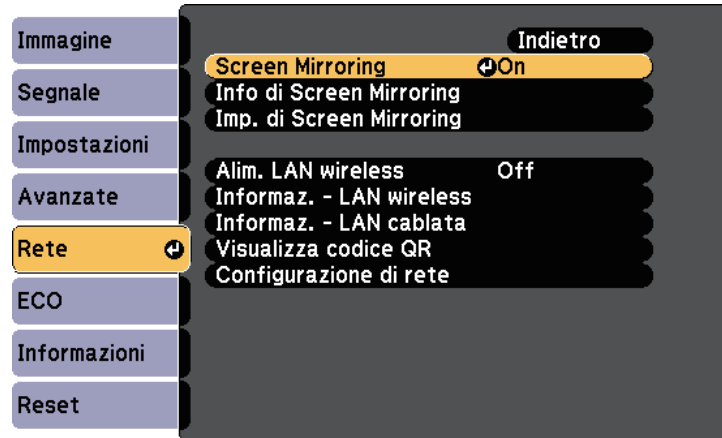 Immagine
Segnale
Impostazioni
Avanzate
Rete
ECO
Informazioni
Reset
Indietro
Screen Mirroring On
Info di Screen Mirroring
Imp. di Screen Mirroring
Alim. LAN wireless Off
Informaz. - LAN wireless
Informaz. - LAN cablata
Visualizza codice QR
Configurazione di rete